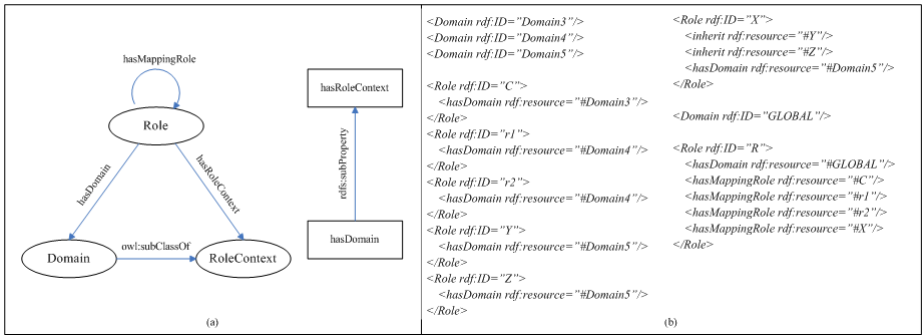 hasMappingRole
Role
hasDomain
hasRoleContext
Domain
owl:subClassOf
RoleContext
hasRoleContext
rdfs:subProperty
hasDomain
(a)
<Domain rdf:ID="Domain3"/>
<Domain rdf:ID="Domain4"/>
<Domain rdf:ID="Domain5"/>
<Role rdf:ID="C">
<hasDomain rdf:resource="#Domain3"/>
</Role>
<Role rdf:ID="r1">
<hasDomain rdf:resource="#Domain4"/>
</Role>
<Role rdf:ID="r2">
<hasDomain rdf:resource="#Domain4"/>
</Role>
<Role rdf:ID="Y">
<hasDomain rdf:resource="#Domain5"/>
</Role>
<Role rdf:ID="Z">
<hasDomain rdf:resource="#Domain5"/>
</Role>
<Role rdf:ID="X">
<inherit rdf:resource="#Y"/>
<inherit rdf:resource="#Z"/>
<hasDomain rdf:resource="#Domain5"/>
</Role>
<Domain rdf:ID="GLOBAL"/>
<Role rdf:ID="R">
<hasDomain rdf:resource="#GLOBAL"/>
<hasMappingRole rdf:resource="#C"/>
<hasMappingRole rdf:resource="#r1"/>
<hasMappingRole rdf:resource="#r2"/>
<hasMappingRole rdf:resource="#X"/>
</Role>
(b)